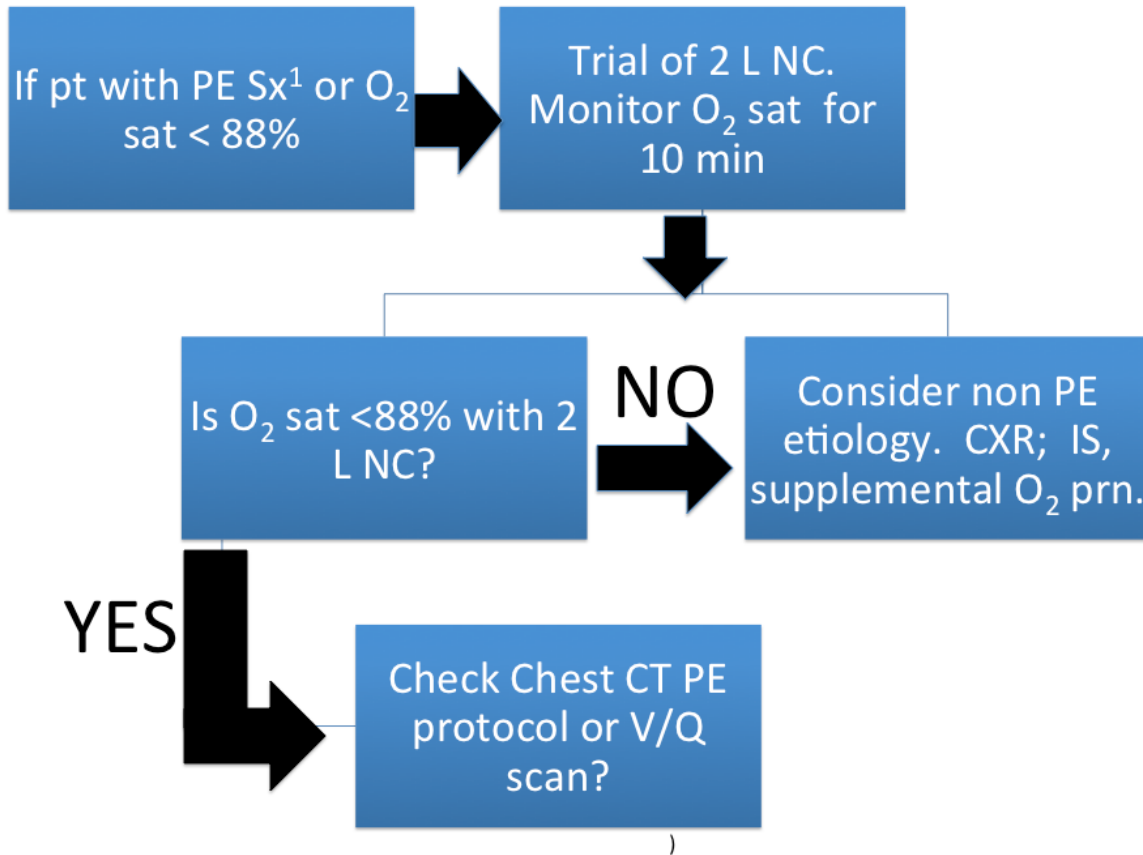 If pt with PE Sx¹ or O₂
sat < 88%
Trial of 2 L NC.
Monitor O₂ sat for
10 min
Is O₂ sat <88% with 2
L NC?
NO
Consider non PE
etiology. CXR; IS,
supplemental O₂ prn.
YES
Check Chest CT PE
protocol or V/Q
scan?
)